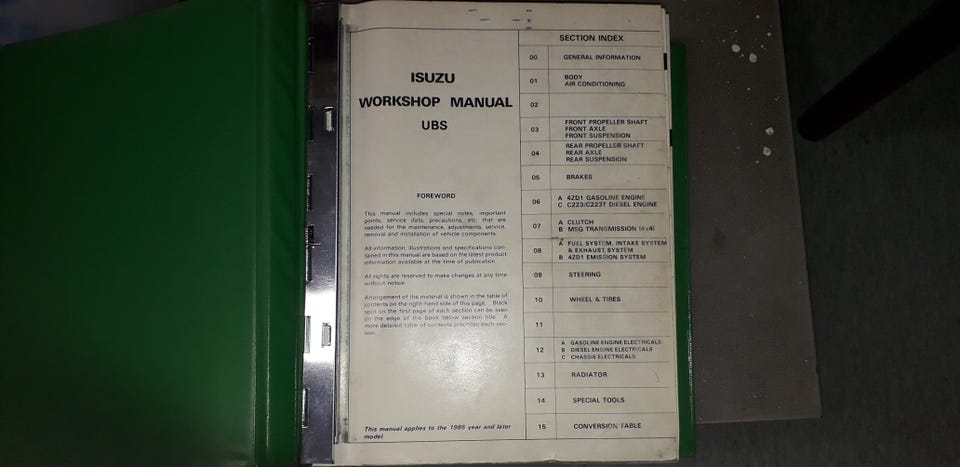 ISUZU
WORKSHOP MANUAL
UBS
FOREWORD
This manual includes special notes, important
points, service data, precautions, etc. that are
needed for the maintenance, adjustments, service,
removal and installation of vehicle components.
All information, illustrations and specifications con-
tained in this manual are based on the latest product
information available at the time of publication.
All rights are reserved to make changes at any time
without notice.
Arrangement of the material is shown in the table of
contents on the right-hand side of this page. Black
spot on the first page of each section can be seen
on the edge of the book below section title. A
more detailed table of contents precedes each sec-
tion.
This manual applies to the 1986 year and later
model.
SECTION INDEX
00 GENERAL INFORMATION
01 BODY
AIR CONDITIONING
02
03 FRONT PROPELLER SHAFT
FRONT AXLE
FRONT SUSPENSION
04 REAR PROPELLER SHAFT
REAR AXLE
REAR SUSPENSION
05 BRAKES
06 A 4ZD1 GASOLINE ENGINE
C C223/C223T DIESEL ENGINE
07 A CLUTCH
B MSG TRANSMISSION (4x4)
08 A FUEL SYSTEM, INTAKE SYSTEM
& EXHAUST SYSTEM
B 4ZD1 EMISSION SYSTEM
09 STEERING
10 WHEEL & TIRES
11
12 A GASOLINE ENGINE ELECTRICALS
B DIESEL ENGINE ELECTRICALS
C CHASSIS ELECTRICALS
13 RADIATOR
14 SPECIAL TOOLS
15 CONVERSION TABLE